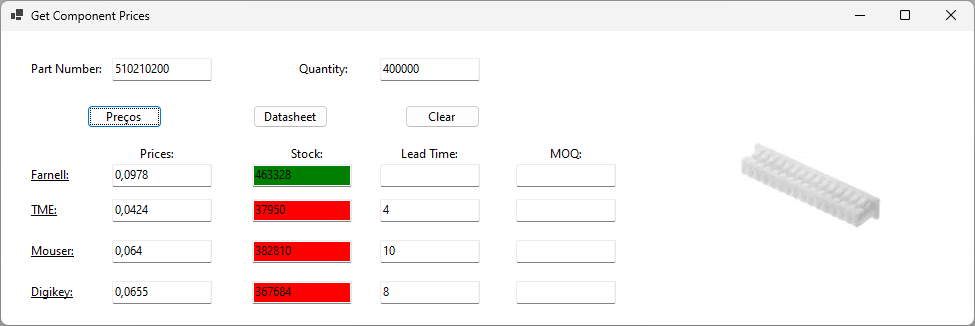 Get Component Prices
Part Number: 510210200 Quantity: 400000
Preços Datasheet Clear
Prices: Stock: Lead Time: MOQ:
Farnell: 0,0978 463328
TME: 0,0424 37950 4
Mouser: 0,064 382810 10
Digikey: 0,0655 367684 8